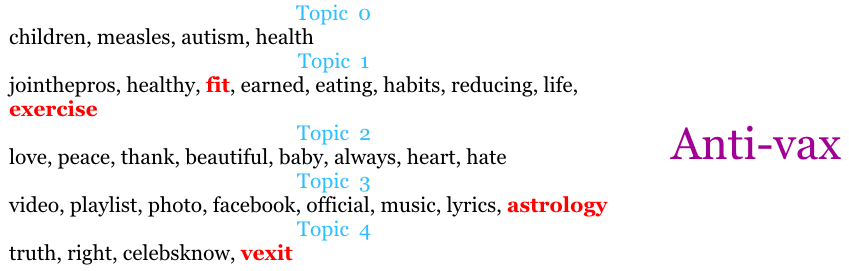 Topic 0
children, measles, autism, health
Topic 1
jointhepros, healthy, fit, earned, eating, habits, reducing, life,
exercise
Topic 2
love, peace, thank, beautiful, baby, always, heart, hate
Topic 3
video, playlist, photo, facebook, official, music, lyrics, astrology
Topic 4
truth, right, celebsknow, vexit
Anti-vax